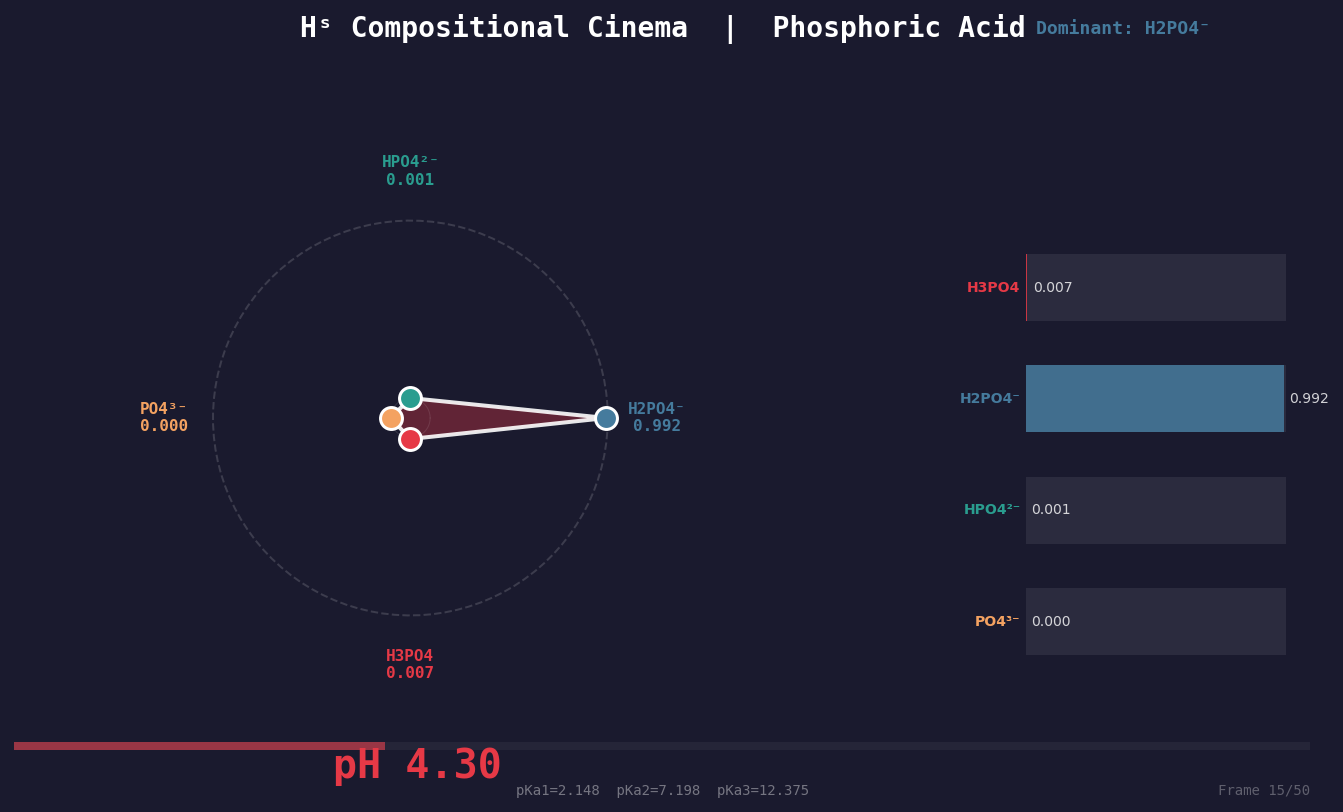 Hˢ Compositional Cinema  |  Phosphoric Acid
Dominant: H2PO4⁻
HPO4²⁻
0.001
PO4³⁻
0.000
H2PO4⁻
0.992
H3PO4
0.007
H3PO4 0.007
H2PO4⁻ 0.992
HPO4²⁻ 0.001
PO4³⁻ 0.000
pH 4.30
pKa1=2.148  pKa2=7.198  pKa3=12.375
Frame 15/50